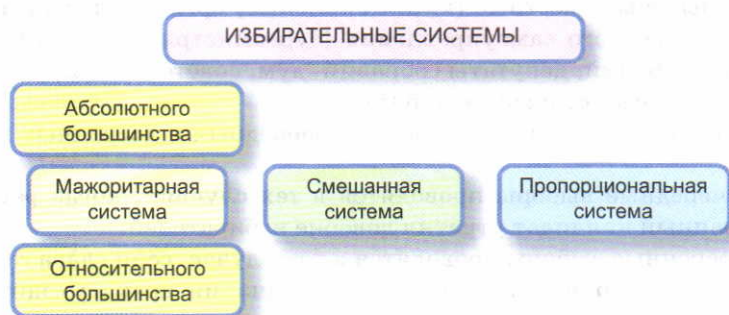 ИЗБИРАТЕЛЬНЫЕ СИСТЕМЫ
Абсолютного
большинства
Мажоритарная
система
Смешанная
система
Пропорциональная
система
Относительного
большинства